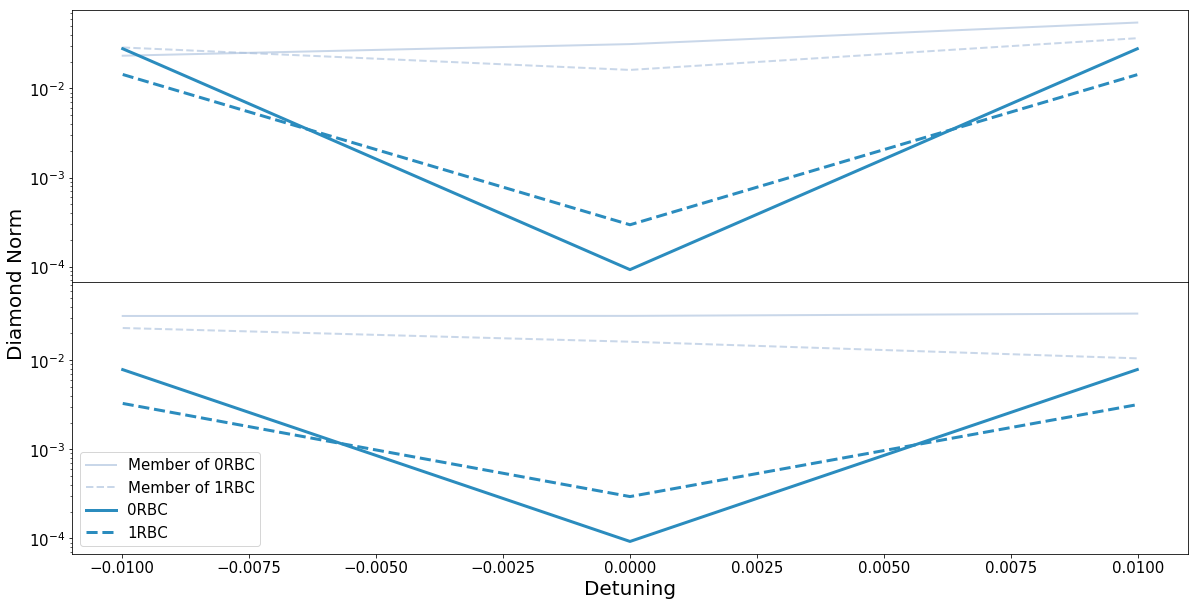 10⁻²
10⁻³
10⁻⁴
Diamond Norm
10⁻²
10⁻³
10⁻⁴
Member of 0RBC
Member of 1RBC
0RBC
1RBC
−0.0100 −0.0075 −0.0050 −0.0025 0.0000 0.0025 0.0050 0.0075 0.0100
Detuning